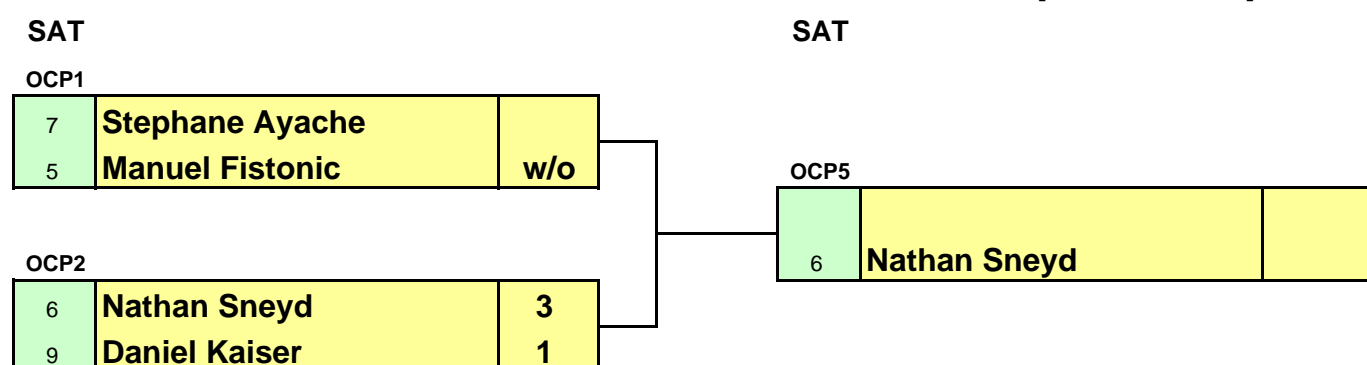 SAT
SAT
OCP1
7 Stephane Ayache
5 Manuel Fistonic w/o
OCP5
6 Nathan Sneyd
OCP2
6 Nathan Sneyd 3
9 Daniel Kaiser 1